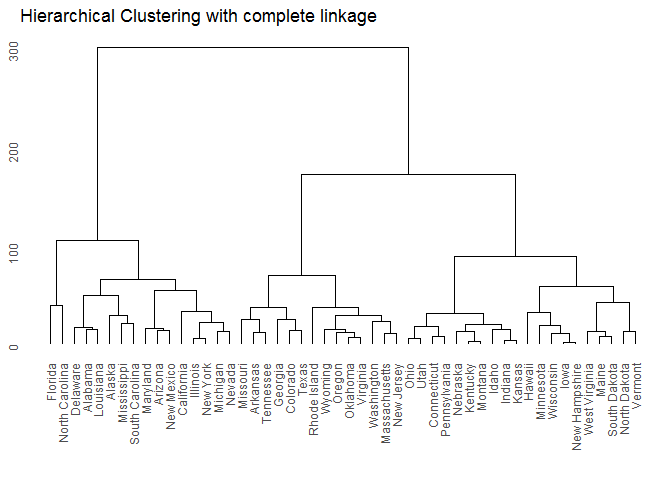 Hierarchical Clustering with complete linkage
300
200
100
0
Florida
North Carolina
Delaware
Alabama
Louisiana
Alaska
Mississippi
South Carolina
Maryland
Arizona
New Mexico
California
Illinois
New York
Michigan
Nevada
Missouri
Arkansas
Tennessee
Georgia
Colorado
Texas
Rhode Island
Wyoming
Oregon
Oklahoma
Virginia
Washington
Massachusetts
New Jersey
Ohio
Utah
Connecticut
Pennsylvania
Nebraska
Kentucky
Montana
Idaho
Indiana
Kansas
Hawaii
Minnesota
Wisconsin
Iowa
New Hampshire
West Virginia
Maine
South Dakota
North Dakota
Vermont